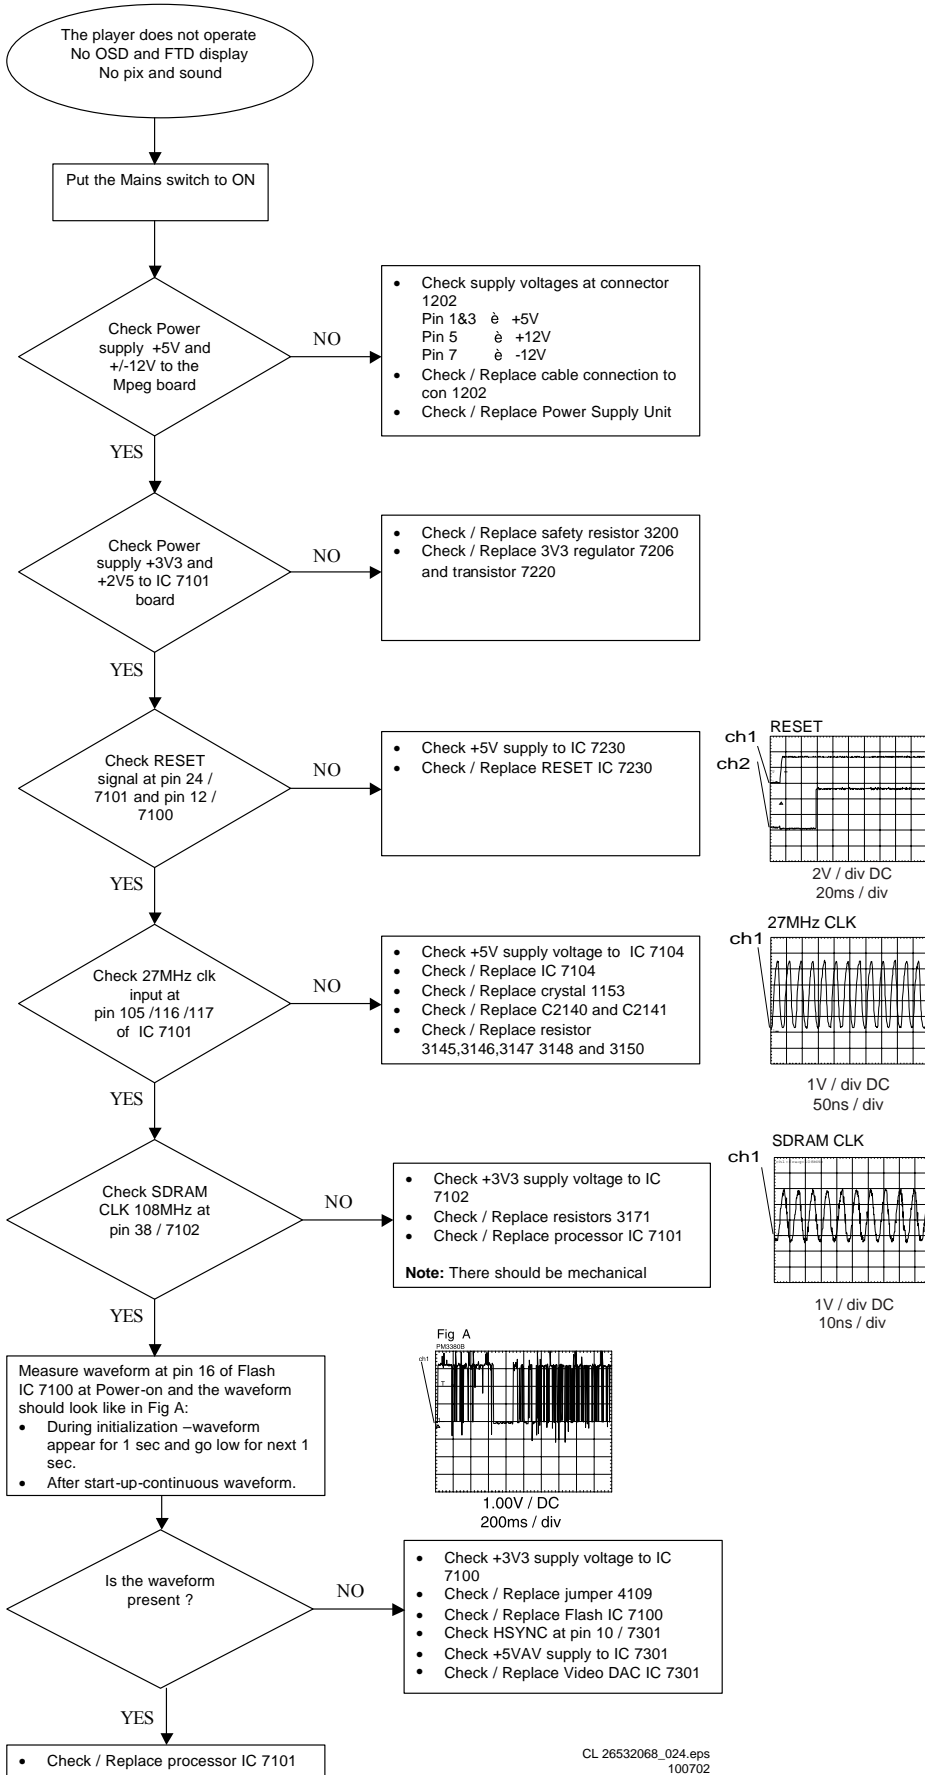 The player does not operate
No OSD and FTD display
No pix and sound
Put the Mains switch to ON
Check Power
supply +5V and
+/-12V to the
Mpeg board
NO
• Check supply voltages at connector
1202
Pin 1&3 è +5V
Pin 5 è +12V
Pin 7 è -12V
• Check / Replace cable connection to
con 1202
• Check / Replace Power Supply Unit
YES
Check Power
supply +3V3 and
+2V5 to IC 7101
board
NO
• Check / Replace safety resistor 3200
• Check / Replace 3V3 regulator 7206
and transistor 7220
YES
Check RESET
signal at pin 24 /
7101 and pin 12 /
7100
NO
• Check +5V supply to IC 7230
• Check / Replace RESET IC 7230
RESET
ch1
ch2
2V / div DC
20ms / div
YES
Check 27MHz clk
input at
pin 105 /116 /117
of IC 7101
NO
• Check +5V supply voltage to IC 7104
• Check / Replace IC 7104
• Check / Replace crystal 1153
• Check / Replace C2140 and C2141
• Check / Replace resistor
3145,3146,3147 3148 and 3150
27MHz CLK
ch1
1V / div DC
50ns / div
YES
Check SDRAM
CLK 108MHz at
pin 38 / 7102
NO
• Check +3V3 supply voltage to IC
7102
• Check / Replace resistors 3171
• Check / Replace processor IC 7101
Note: There should be mechanical
SDRAM CLK
ch1
1V / div DC
10ns / div
YES
Measure waveform at pin 16 of Flash
IC 7100 at Power-on and the waveform
should look like in Fig A:
• During initialization –waveform
appear for 1 sec and go low for next 1
sec.
• After start-up-continuous waveform.
Fig A
PM3380B
ch1
T
1.00V / DC
200ms / div
Is the waveform
present ?
NO
• Check +3V3 supply voltage to IC
7100
• Check / Replace jumper 4109
• Check / Replace Flash IC 7100
• Check HSYNC at pin 10 / 7301
• Check +5VAV supply to IC 7301
• Check / Replace Video DAC IC 7301
YES
• Check / Replace processor IC 7101
CL 26532068_024.eps
100702